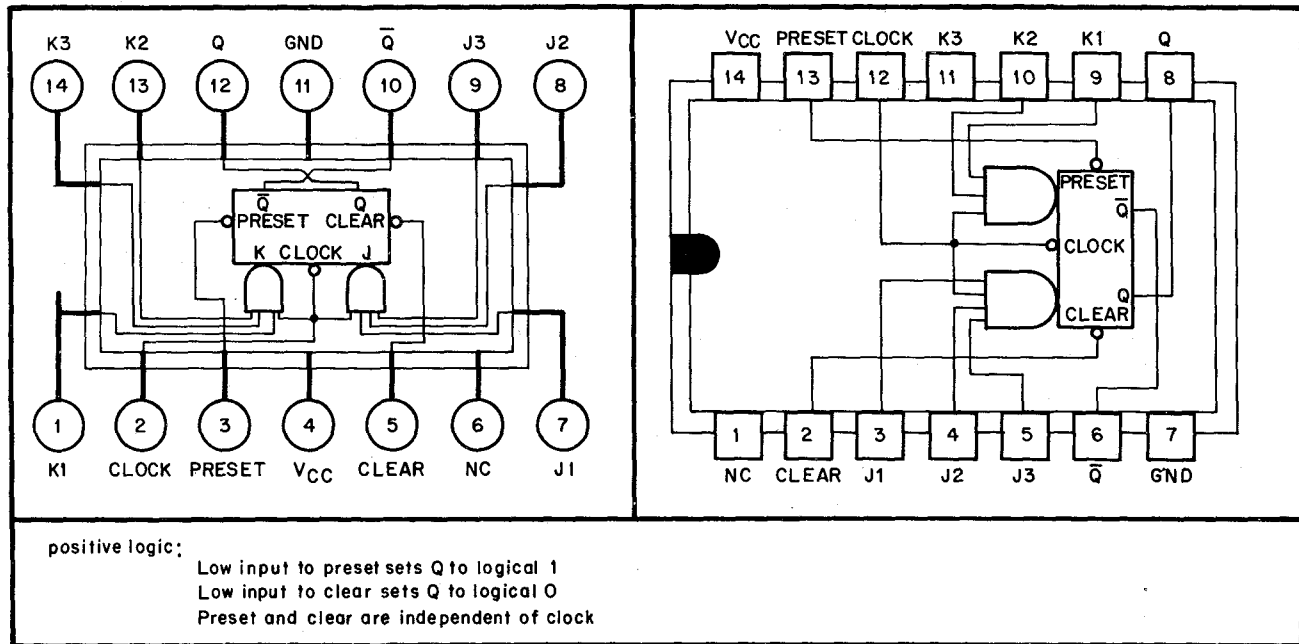 K3 K2 Q GND Q̅ J3 J2
14 13 12 11 10 9 8
Q̅ Q
PRESET CLEAR
K CLOCK J
1 2 3 4 5 6 7
K1 CLOCK PRESET VCC CLEAR NC J1
VCC PRESET CLOCK K3 K2 K1 Q
14 13 12 11 10 9 8
PRESET
Q̅
CLOCK
Q
CLEAR
1 2 3 4 5 6 7
NC CLEAR J1 J2 J3 Q̅ GND
positive logic:
Low input to preset sets Q to logical 1
Low input to clear sets Q to logical 0
Preset and clear are independent of clock